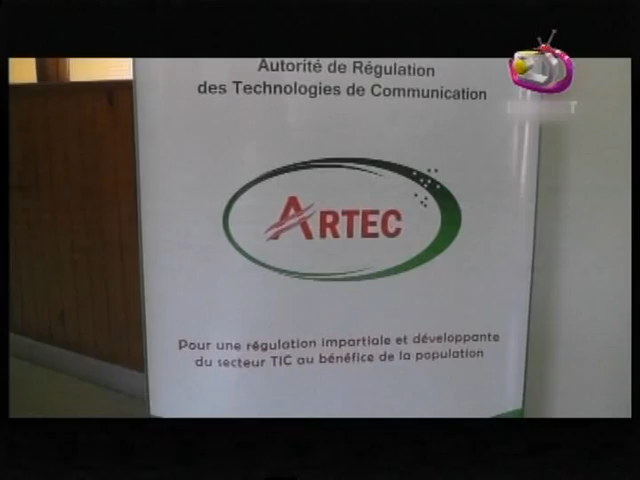 Autorité de Régulation
des Technologies de Communication
ARTEC
Pour une régulation impartiale et développante
du secteur TIC au bénéfice de la population